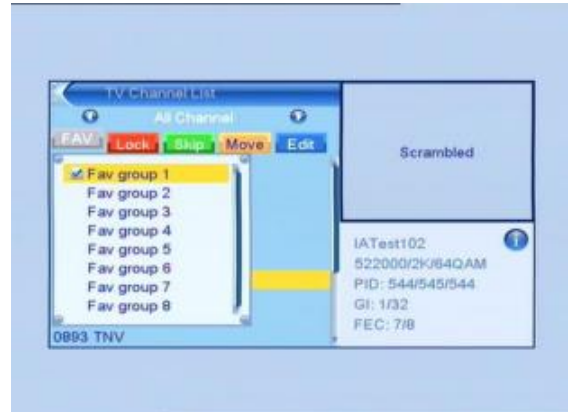 TV Channel List
All Channel
FAV Lock Skip Move Edit
Fav group 1
Fav group 2
Fav group 3
Fav group 4
Fav group 5
Fav group 6
Fav group 7
Fav group 8
0893 TNV
Scrambled
IATest102
522000/2K/64QAM
PID: 544/545/544
GI: 1/32
FEC: 7/8